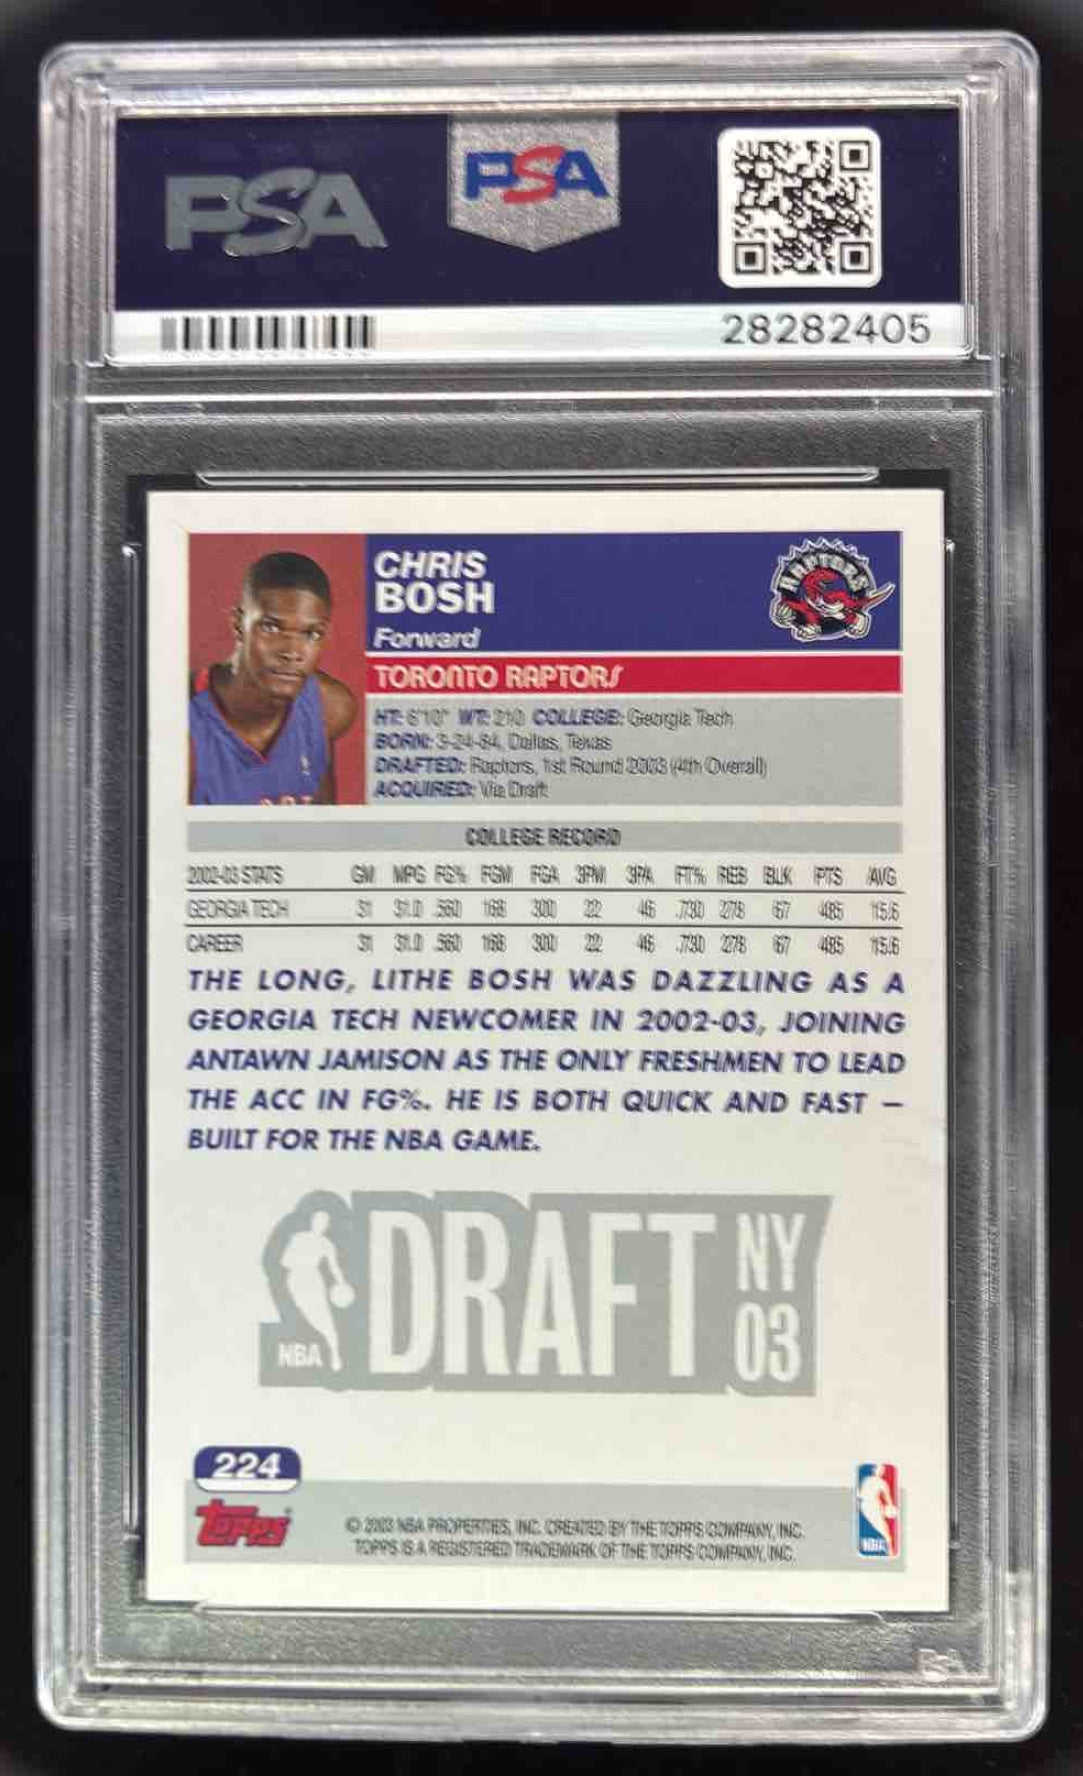 PSA
PSA
28282405
CHRIS
BOSH
RAPTORS
Forward
TORONTO RAPTORS
HT: 6'10" WT: 210 COLLEGE: Georgia Tech
BORN: 3-24-84, Dallas, Texas
DRAFTED: Raptors, 1st Round 2003 (4th Overall)
ACQUIRED: Via Draft
COLLEGE RECORD
2002-03 STATS GM MPG FG% FGM FGA 3PM 3PA FT% REB BLK PTS AVG
GEORGIA TECH 31 31.0 .560 168 300 22 46 .730 278 67 485 15.6
CAREER 31 31.0 .560 168 300 22 46 .730 278 67 485 15.6
THE LONG, LITHE BOSH WAS DAZZLING AS A
GEORGIA TECH NEWCOMER IN 2002-03, JOINING
ANTAWN JAMISON AS THE ONLY FRESHMEN TO LEAD
THE ACC IN FG%. HE IS BOTH QUICK AND FAST –
BUILT FOR THE NBA GAME.
NBA DRAFT NY
03
224
Topps
© 2003 NBA PROPERTIES, INC. CREATED BY THE TOPPS COMPANY, INC.
TOPPS IS A REGISTERED TRADEMARK OF THE TOPPS COMPANY, INC.
NBA